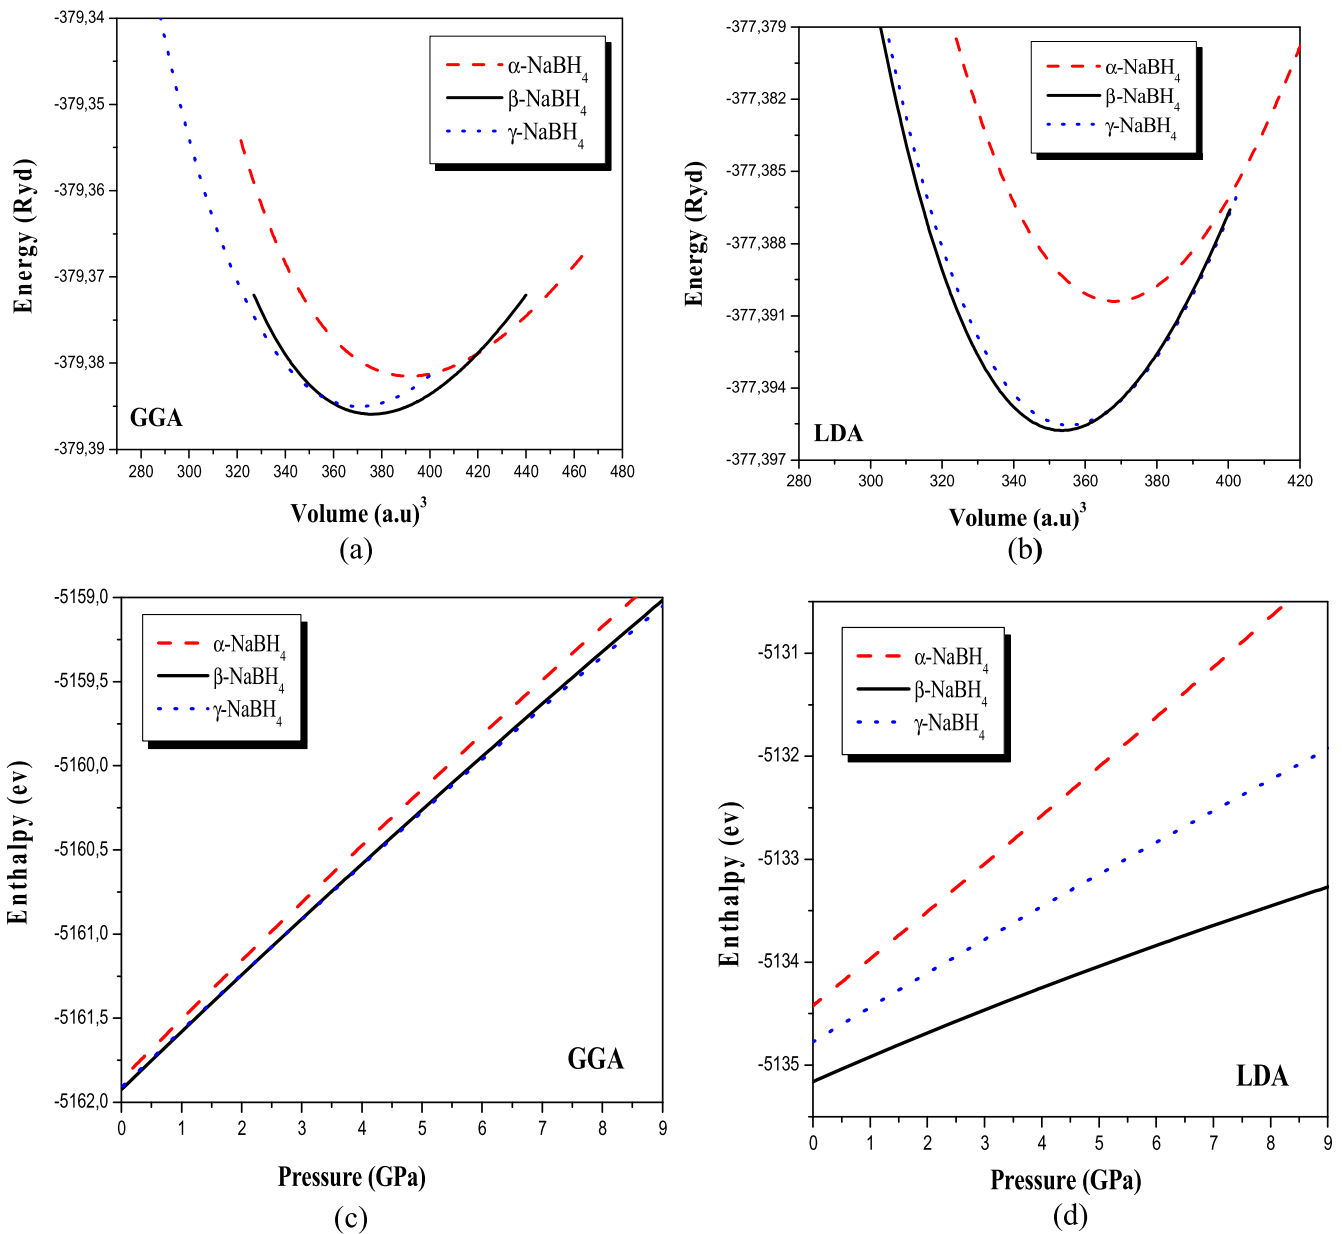 -379,34
-379,35
-379,36
-379,37
-379,38
-379,39
Energy (Ryd)
α-NaBH4
β-NaBH4
γ-NaBH4
GGA
280 300 320 340 360 380 400 420 440 460 480
Volume (a.u)3
(a)
-377,379
-377,382
-377,385
-377,388
-377,391
-377,394
-377,397
Energy (Ryd)
α-NaBH4
β-NaBH4
γ-NaBH4
LDA
280 300 320 340 360 380 400 420
Volume (a.u)3
(b)
-5159,0
-5159,5
-5160,0
-5160,5
-5161,0
-5161,5
-5162,0
Enthalpy (ev)
α-NaBH4
β-NaBH4
γ-NaBH4
GGA
0 1 2 3 4 5 6 7 8 9
Pressure (GPa)
(c)
-5131
-5132
-5133
-5134
-5135
Enthalpy (ev)
α-NaBH4
β-NaBH4
γ-NaBH4
LDA
0 1 2 3 4 5 6 7 8 9
Pressure (GPa)
(d)